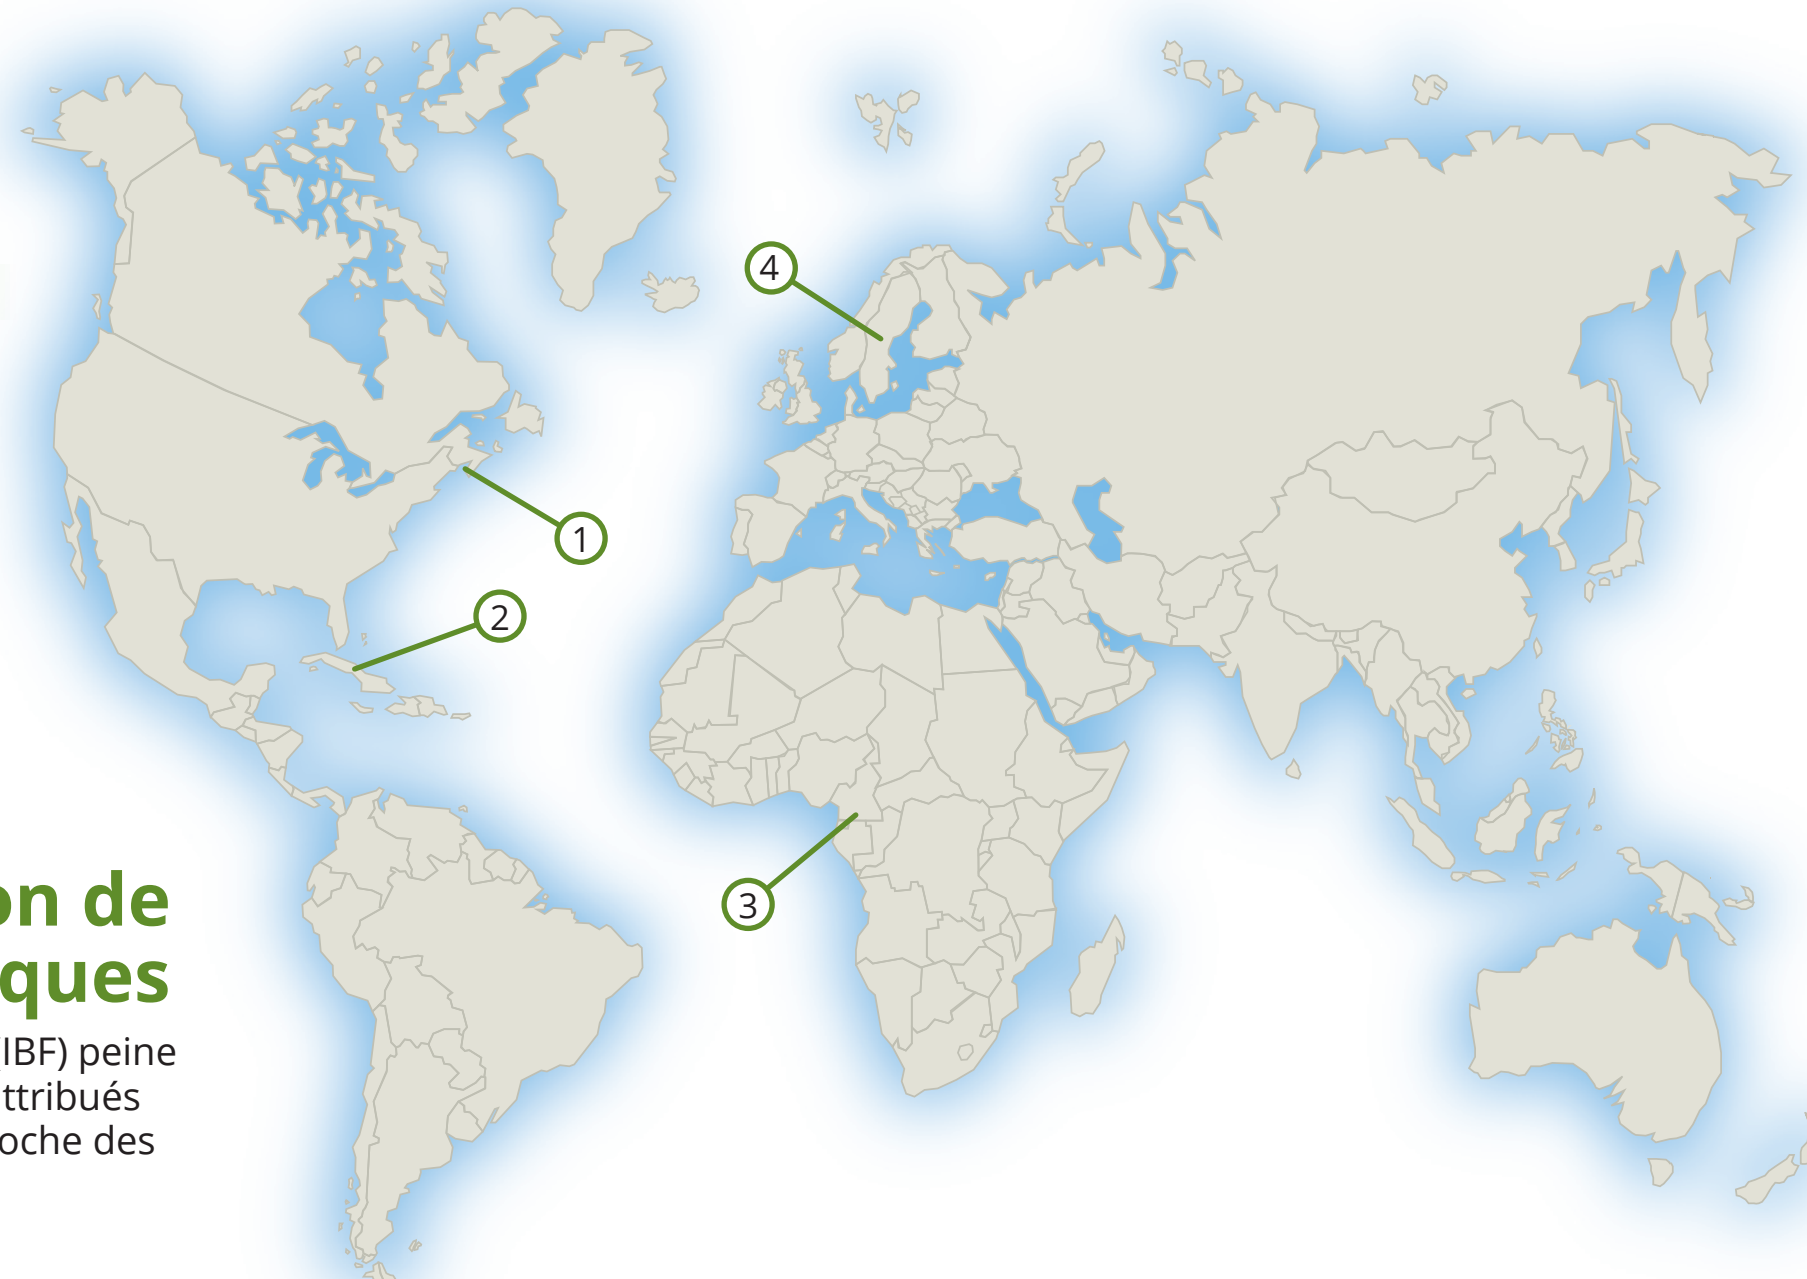 4
1
2
3
on de
ques
(IBF) peine
ttribués
oche des